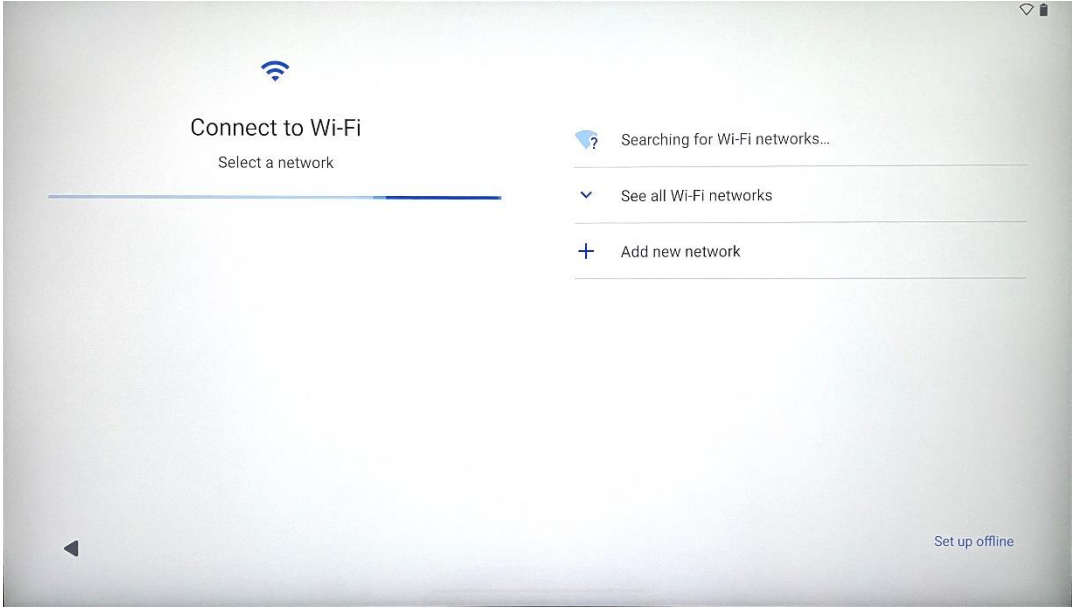 Connect to Wi-Fi
Select a network
Searching for Wi-Fi networks...
See all Wi-Fi networks
Add new network
Set up offline